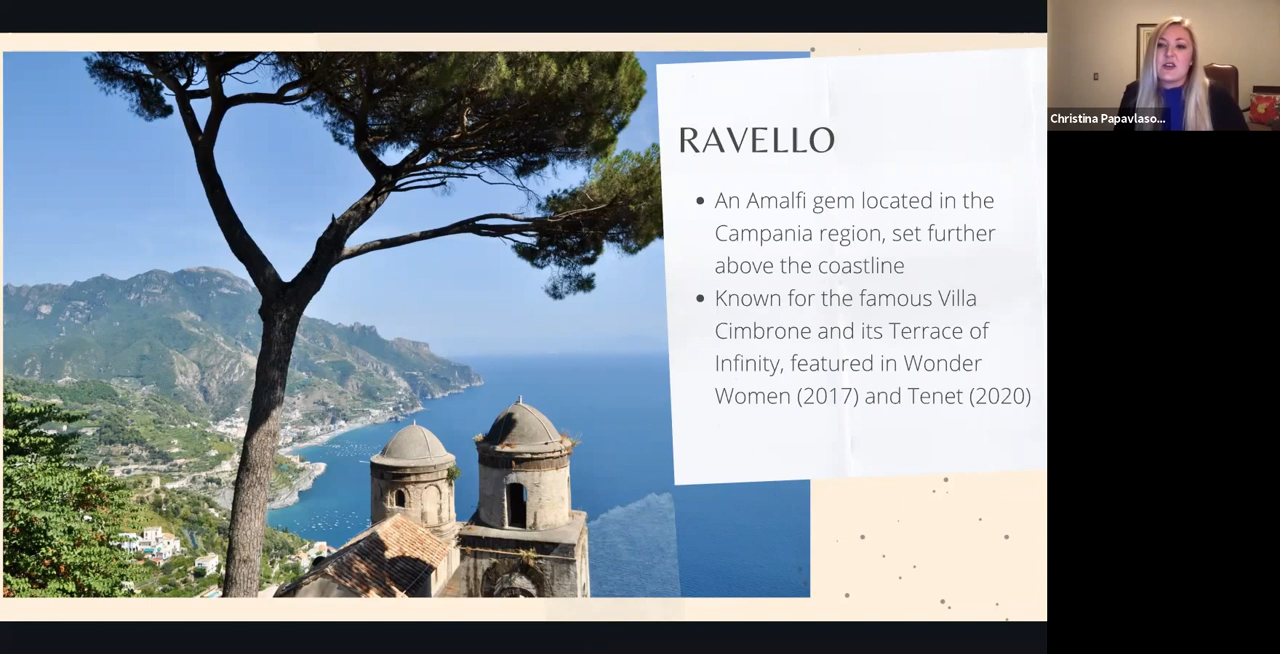 RAVELLO
• An Amalfi gem located in the
Campania region, set further
above the coastline
• Known for the famous Villa
Cimbrone and its Terrace of
Infinity, featured in Wonder
Women (2017) and Tenet (2020)
Christina Papavlaso...